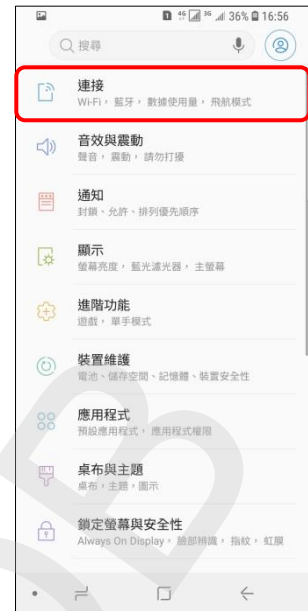 4G 3G 36% 16:56
搜尋
連接
Wi-Fi， 藍牙， 數據使用量， 飛航模式
音效與震動
聲音， 震動， 請勿打擾
通知
封鎖、允許、排列優先順序
顯示
螢幕亮度， 藍光濾光器， 主螢幕
進階功能
遊戲， 單手模式
裝置維護
電池、儲存空間、記憶體、裝置安全性
應用程式
預設應用程式， 應用程式權限
桌布與主題
桌布，主題，圖示
鎖定螢幕與安全性
Always On Display， 臉部辨識， 指紋， 虹膜